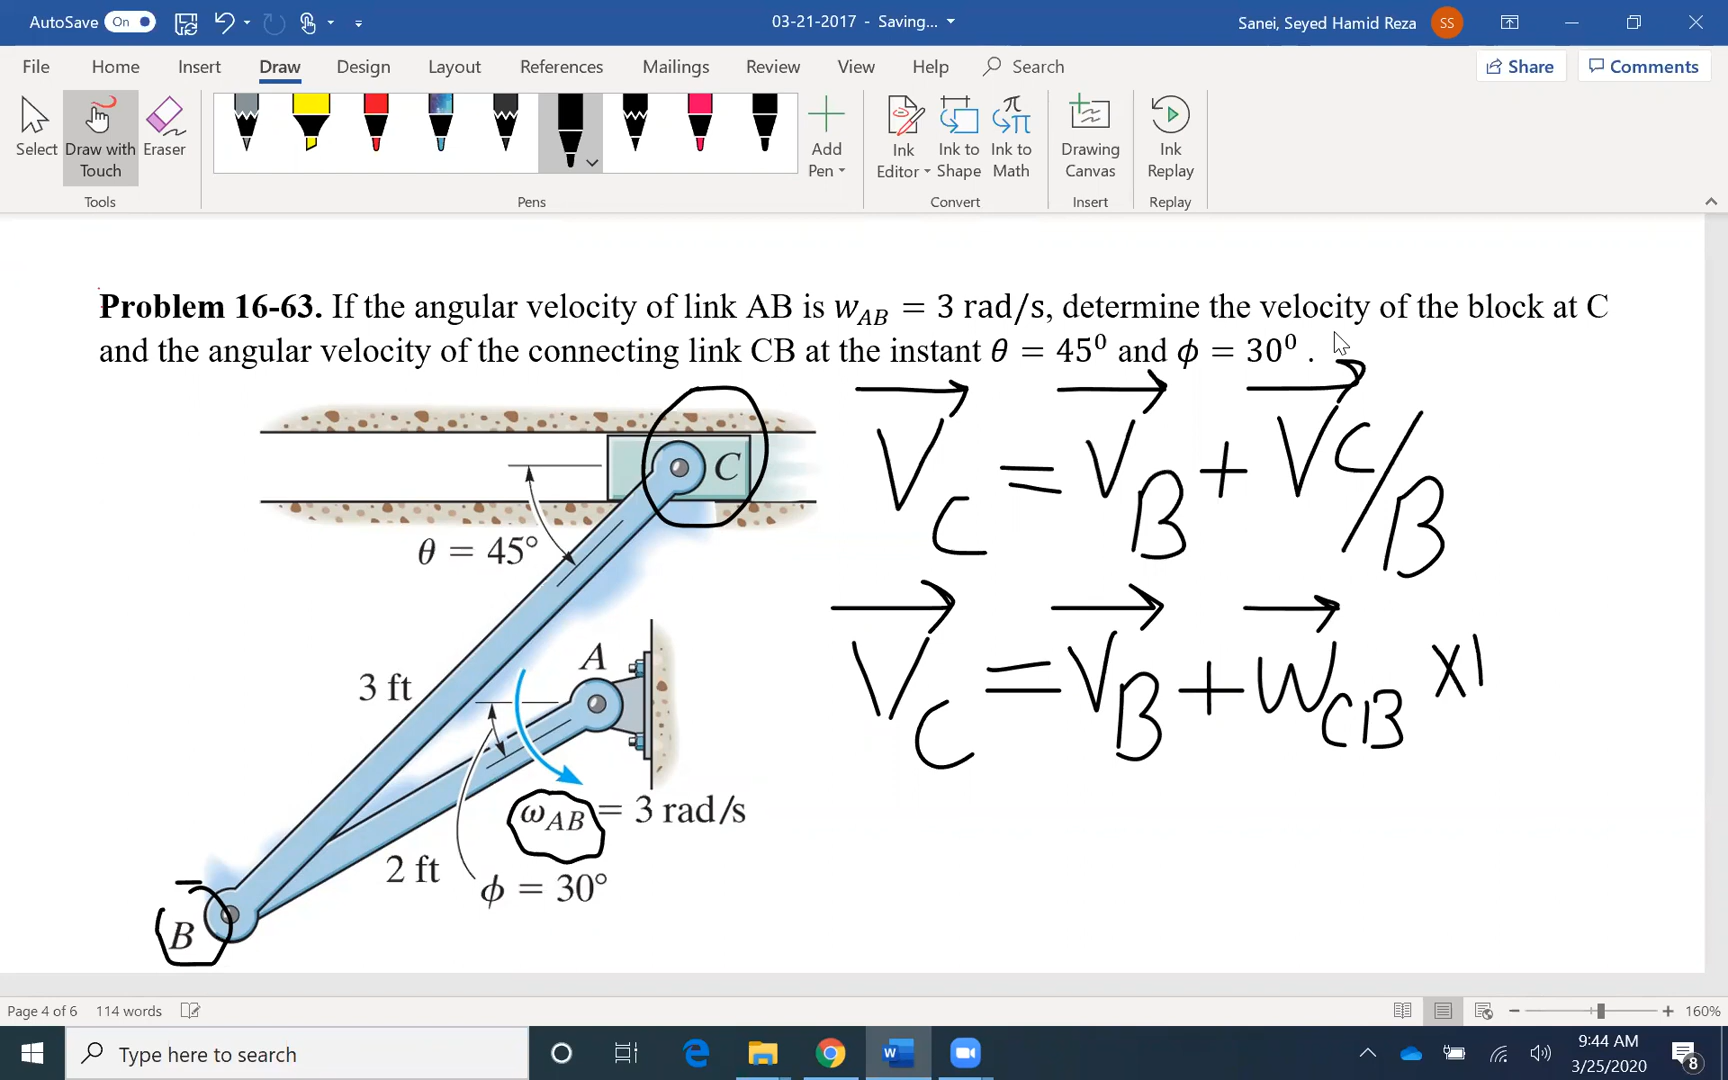 AutoSave On 03-21-2017 - Saving... Sanei, Seyed Hamid Reza SS
File Home Insert Draw Design Layout References Mailings Review View Help Search Share Comments
Select Draw with Touch Eraser Add Pen Ink Editor Ink to Shape Ink to Math Drawing Canvas Ink Replay
Tools Pens Convert Insert Replay
Problem 16-63. If the angular velocity of link AB is w_AB = 3 rad/s, determine the velocity of the block at C
and the angular velocity of the connecting link CB at the instant θ = 45⁰ and ϕ = 30⁰ .
C
θ = 45°
V_C = V_B + V_C/B
A
3 ft
V_C = V_B + W_CB X
ω_AB = 3 rad/s
2 ft
ϕ = 30°
B
Page 4 of 6 114 words 160%
Type here to search
9:44 AM
3/25/2020
8